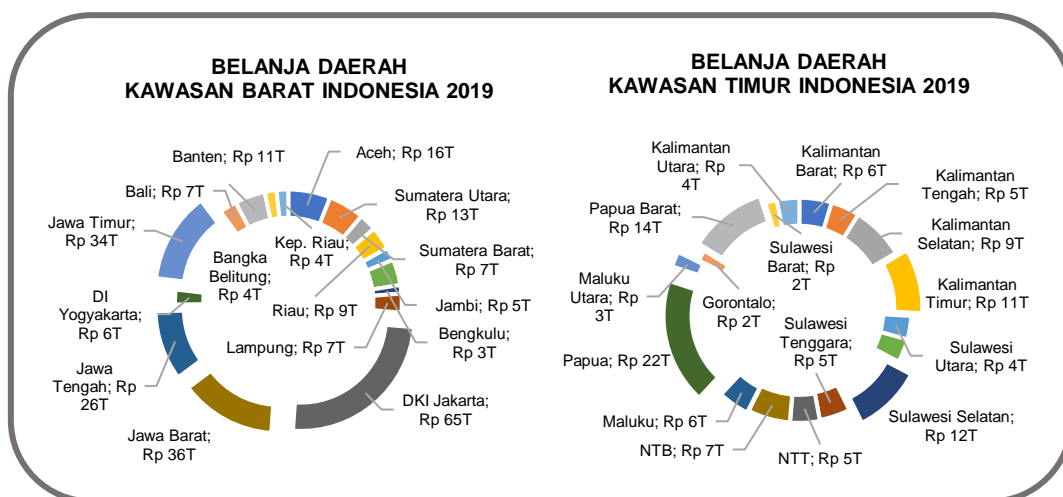 BELANJA DAERAH
KAWASAN BARAT INDONESIA 2019
Banten; Rp 11T
Aceh; Rp 16T
Bali; Rp 7T
Sumatera Utara;
Rp 13T
Jawa Timur;
Rp 34T
Kep. Riau;
Rp 4T
Bangka
Belitung;
Rp 4T
Sumatera Barat;
Rp 7T
DI
Yogyakarta;
Rp 6T
Riau; Rp 9T
Jambi; Rp 5T
Lampung; Rp 7T
Bengkulu;
Rp 3T
Jawa
Tengah; Rp
26T
DKI Jakarta;
Rp 65T
Jawa Barat;
Rp 36T
BELANJA DAERAH
KAWASAN TIMUR INDONESIA 2019
Kalimantan
Utara; Rp
4T
Kalimantan
Barat; Rp 6T
Kalimantan
Tengah; Rp 5T
Papua Barat;
Rp 14T
Sulawesi
Barat; Rp
2T
Kalimantan
Selatan; Rp 9T
Maluku
Utara; Rp
3T
Gorontalo;
Rp 2T
Kalimantan
Timur; Rp 11T
Sulawesi
Tenggara;
Rp 5T
Papua; Rp 22T
Sulawesi
Utara; Rp 4T
Maluku; Rp 6T
Sulawesi Selatan;
Rp 12T
NTB; Rp 7T
NTT; Rp 5T